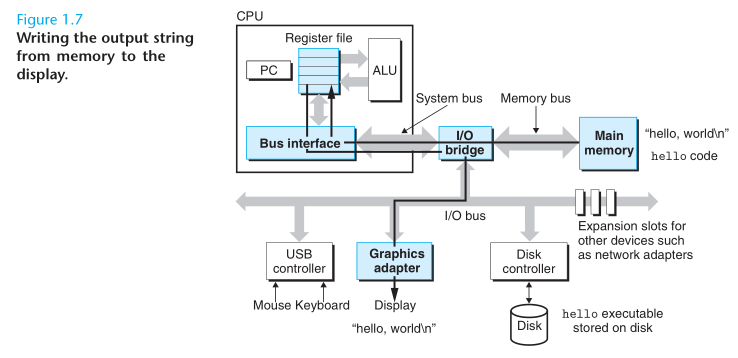 Figure 1.7
Writing the output string
from memory to the
display.
CPU
Register file
PC
ALU
System bus
Memory bus
Bus interface
I/O
bridge
Main
memory
"hello, world\n"
hello code
I/O bus
Expansion slots for
other devices such
as network adapters
USB
controller
Graphics
adapter
Disk
controller
Mouse Keyboard
Display
"hello, world\n"
Disk
hello executable
stored on disk